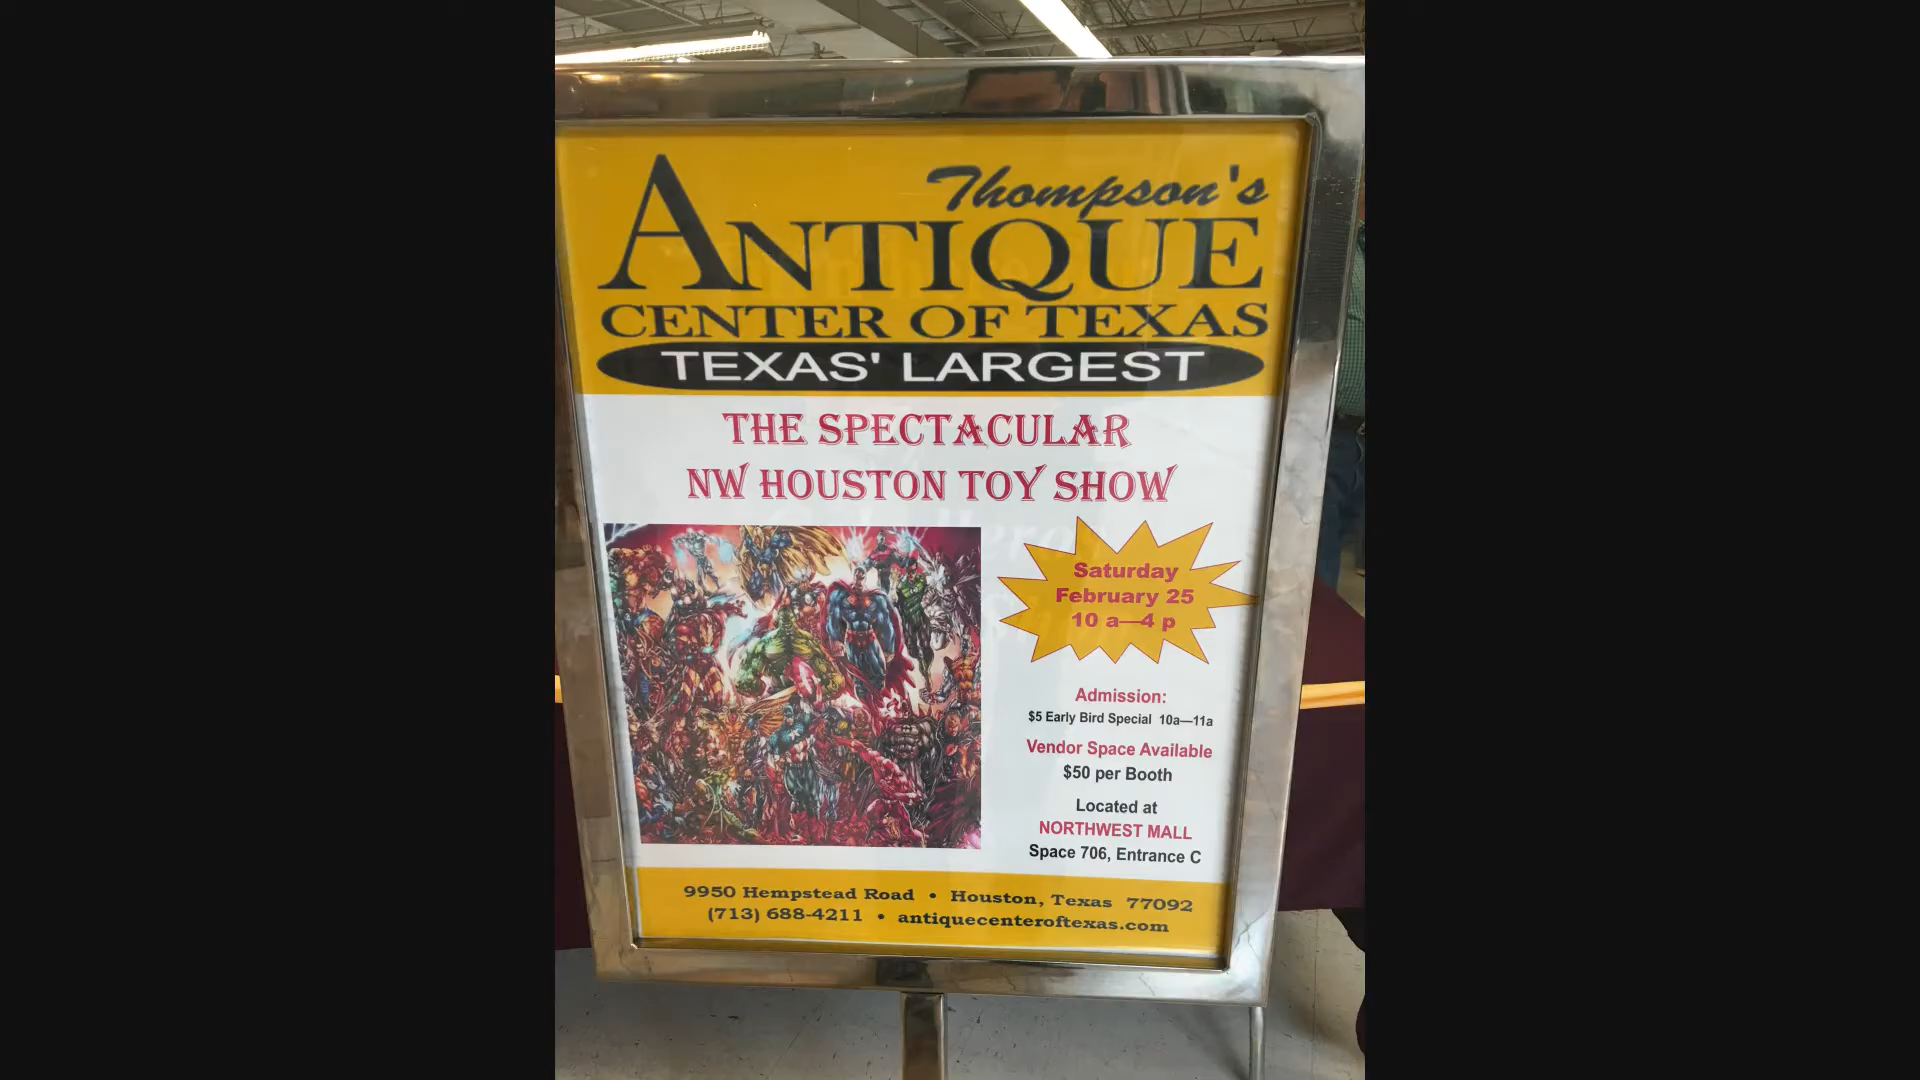 Thompson's
ANTIQUE
CENTER OF TEXAS
TEXAS' LARGEST
THE SPECTACULAR
NW HOUSTON TOY SHOW
Saturday
February 25
10 a—4 p
Admission:
$5 Early Bird Special 10a—11a
Vendor Space Available
$50 per Booth
Located at
NORTHWEST MALL
Space 706, Entrance C
9950 Hempstead Road • Houston, Texas 77092
(713) 688-4211 • antiquecenteroftexas.com